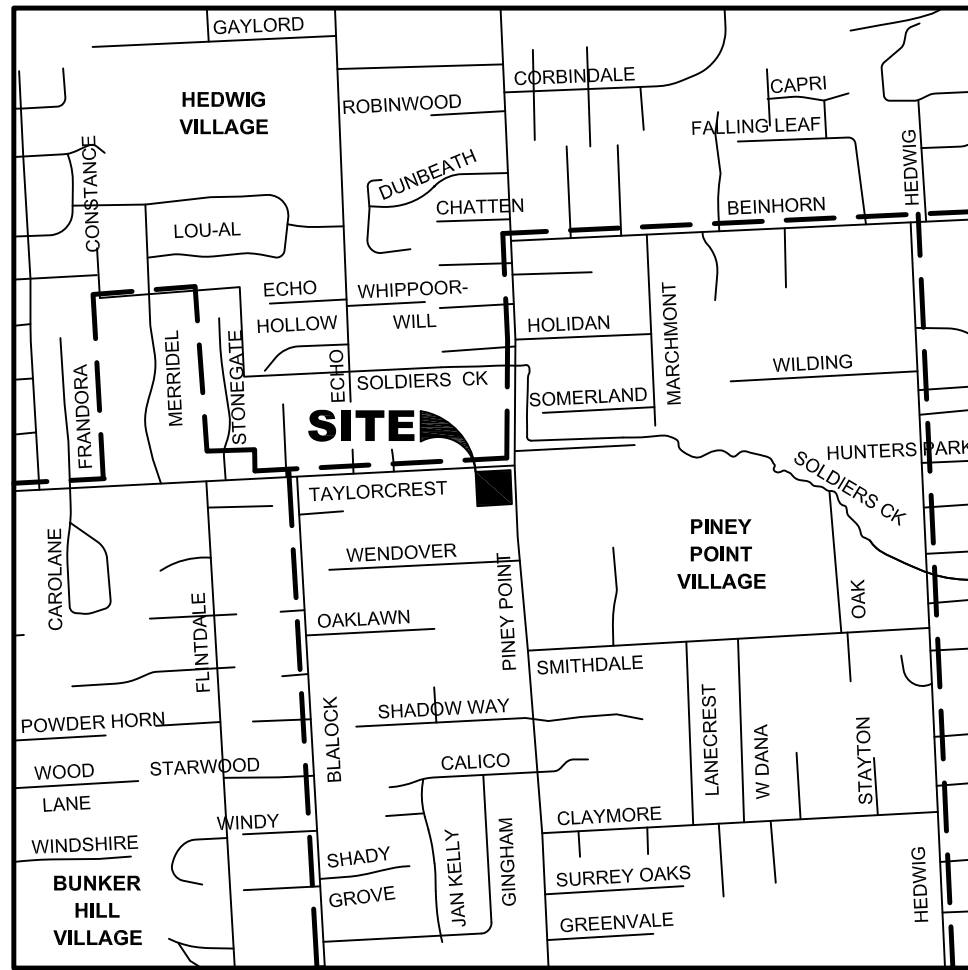 GAYLORD
HEDWIG
VILLAGE
CORBINDALE
CAPRI
ROBINWOOD
FALLING LEAF
CONSTANCE
DUNBEATH
HEDWIG
CHATTEN
BEINHORN
LOU-AL
ECHO
HOLLOW
WHIPPOOR-
WILL
HOLIDAN
MARCHMONT
WILDING
FRANDORA
MERRIDEL
STONEGATE
ECHO
SOLDIERS CK
SOMERLAND
SITE
HUNTERS PARK
SOLDIERS CK
TAYLORCREST
PINEY
POINT
VILLAGE
CAROLANE
WENDOVER
PINEY POINT
OAK
FLINTDALE
OAKLAWN
SMITHDALE
POWDER HORN
BLALOCK
SHADOW WAY
LANECREST
W DANA
STAYTON
WOOD
LANE
STARWOOD
CALICO
WINDY
CLAYMORE
WINDSHIRE
SHADY
GROVE
JAN KELLY
GINGHAM
SURREY OAKS
HEDWIG
BUNKER
HILL
VILLAGE
GREENVALE